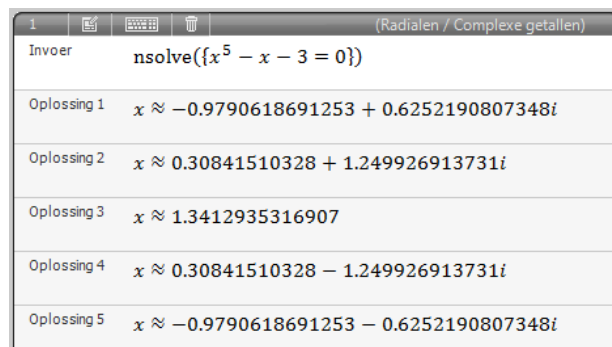 1 (Radialen / Complexe getallen)
Invoer nsolve({x⁵ − x − 3 = 0})
Oplossing 1 x ≈ −0.9790618691253 + 0.6252190807348i
Oplossing 2 x ≈ 0.30841510328 + 1.249926913731i
Oplossing 3 x ≈ 1.3412935316907
Oplossing 4 x ≈ 0.30841510328 − 1.249926913731i
Oplossing 5 x ≈ −0.9790618691253 − 0.6252190807348i